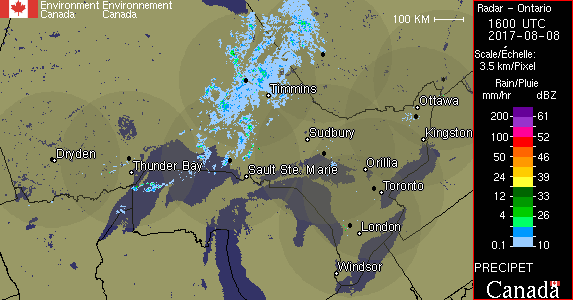 Environment Environnement
Canada Canada
100 KM
Timmins
Ottawa
Sudbury
Kingston
Dryden
Thunder Bay
Sault Ste. Marie
Orillia
Toronto
London
Windsor
Radar - Ontario
1600 UTC
2017-08-08
Scale/Échelle:
3.5 km/Pixel
Rain/Pluie
mm/hr dBZ
200 61
100 56
100 52
50 46
24 39
12 33
4 26
0.1 10
PRECIPET
Canada